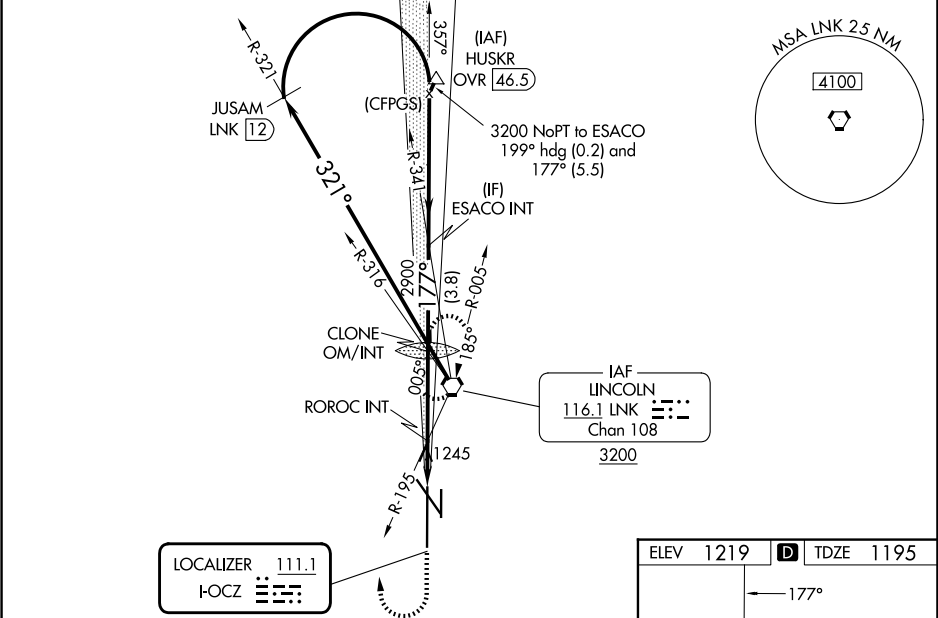 R-321
JUSAM
LNK 12
357°
(IAF)
HUSKR
OVR 46.5
(CFPGS)
3200 NoPT to ESACO
199° hdg (0.2) and
177° (5.5)
MSA LNK 25 NM
4100
321°
R-341
(IF)
ESACO INT
R-316
2900
177°
(3.8)
R-005
185°
CLONE
OM/INT
005°
ROROC INT
IAF
LINCOLN
116.1 LNK
Chan 108
3200
1245
R-195
LOCALIZER 111.1
I-OCZ
ELEV 1219 D TDZE 1195
177°